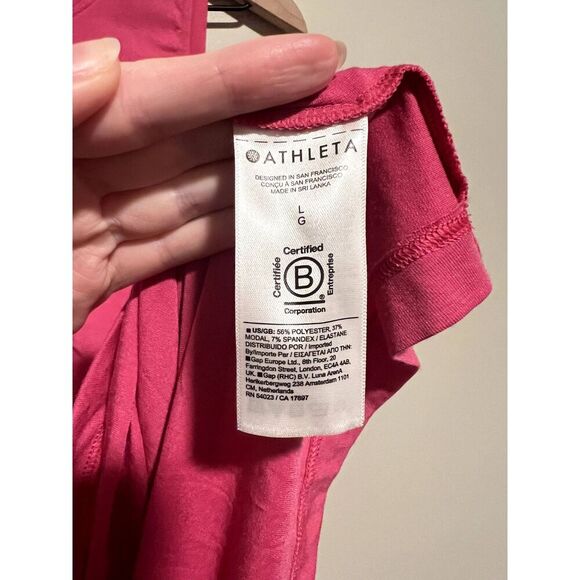 ATHLETA
DESIGNED IN SAN FRANCISCO
CONÇU À SAN FRANCISCO
MADE IN SRI LANKA
L
G
Certified
Certifiée
B
®
Entreprise
Corporation
US/GB: 56% POLYESTER, 37%
MODAL, 7% SPANDEX / ELASTANE
DISTRIBUIDO POR / Imported
By/Importe Par / ΕΙΣΑΓΕΤΑΙ ΑΠΟ ΤΗΝ:
Gap Europe Ltd., 8th Floor, 20
Farringdon Street, London, EC4A 4AB,
UK. Gap (RHC) B.V. Luna ArenA
Herikerbergweg 238 Amsterdam 1101
CM, Netherlands
RN 54023 / CA 17897